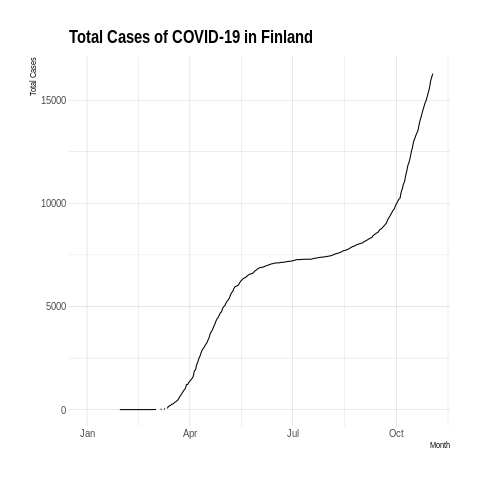 Total Cases of COVID-19 in Finland
Total Cases
15000
10000
5000
0
Jan Apr Jul Oct
Month